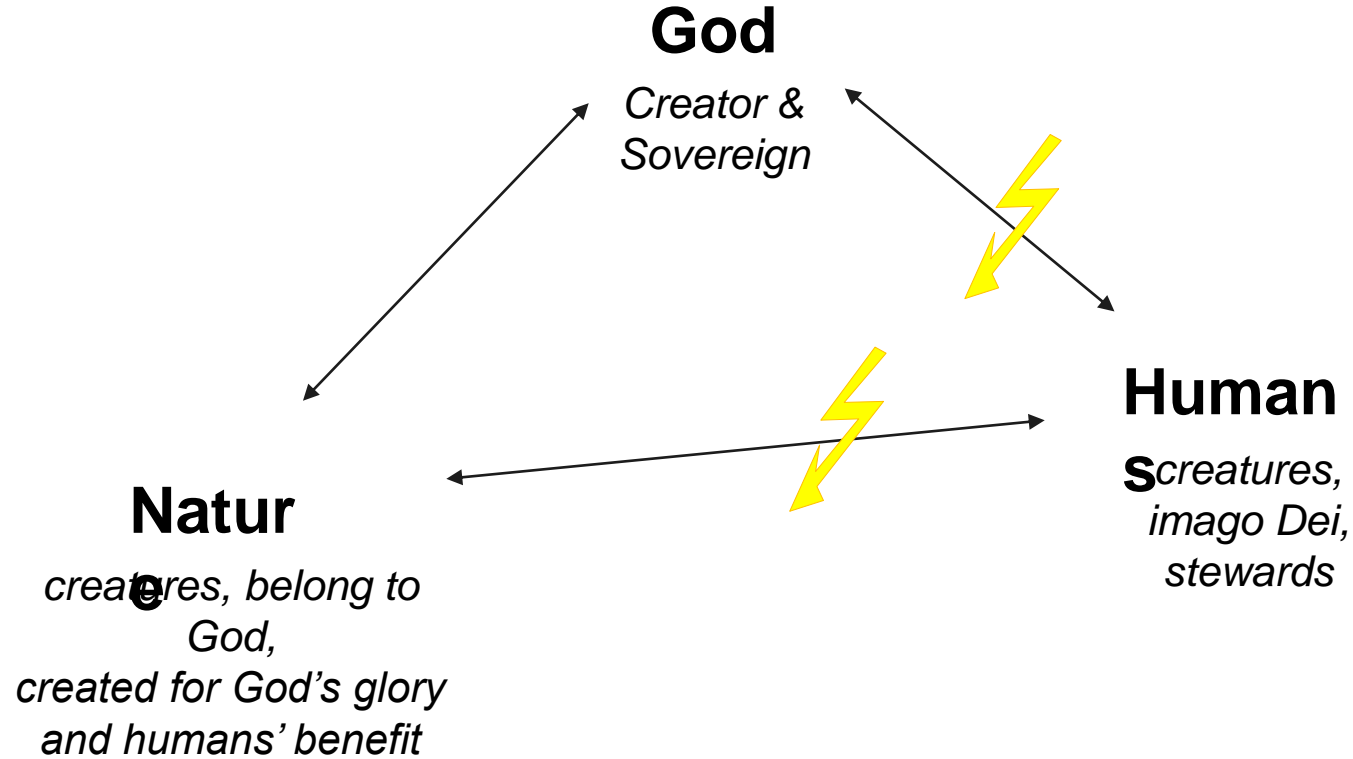 God
Creator &
Sovereign
Human
s
creatures,
imago Dei,
stewards
Natur
e
creatures, belong to
God,
created for God’s glory
and humans’ benefit